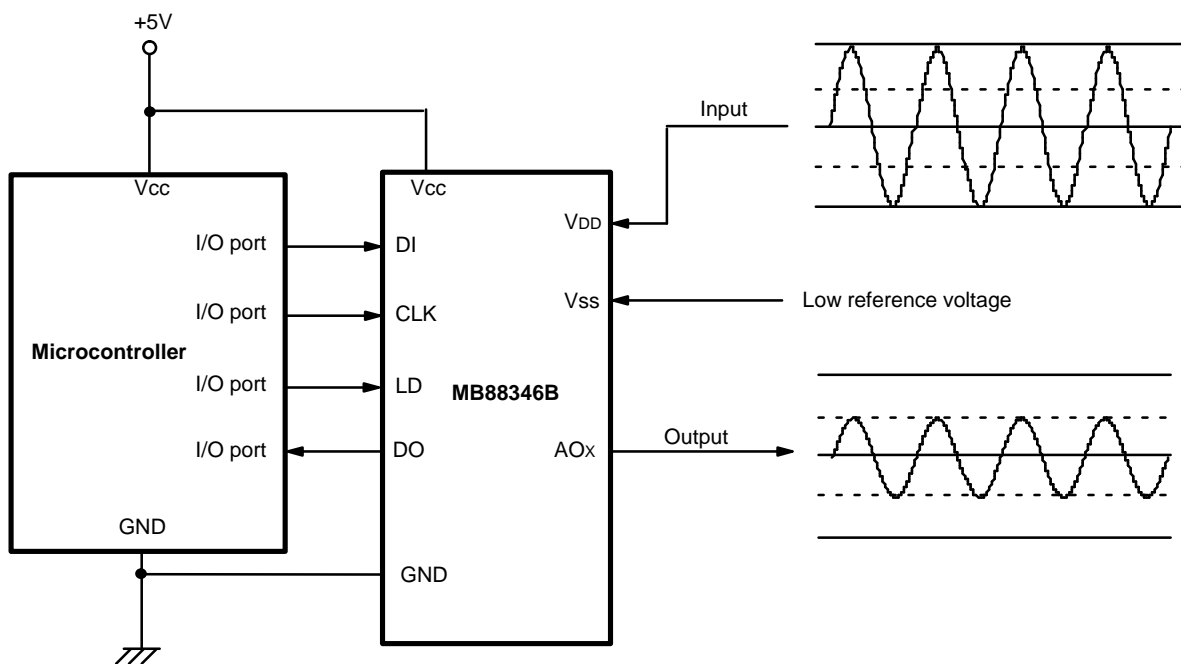 +5V
Input
Vcc
Vcc
VDD
I/O port
DI
Vss
Low reference voltage
I/O port
CLK
Microcontroller
I/O port
LD
MB88346B
Output
I/O port
DO
AOx
GND
GND